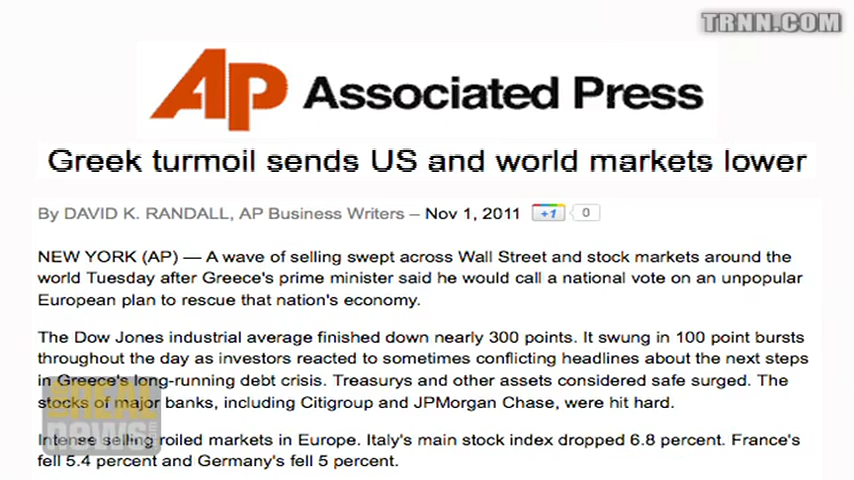 TRNN.COM
AP Associated Press
Greek turmoil sends US and world markets lower
By DAVID K. RANDALL, AP Business Writers – Nov 1, 2011 +1 0
NEW YORK (AP) — A wave of selling swept across Wall Street and stock markets around the
world Tuesday after Greece's prime minister said he would call a national vote on an unpopular
European plan to rescue that nation's economy.
The Dow Jones industrial average finished down nearly 300 points. It swung in 100 point bursts
throughout the day as investors reacted to sometimes conflicting headlines about the next steps
in Greece's long-running debt crisis. Treasurys and other assets considered safe surged. The
stocks of major banks, including Citigroup and JPMorgan Chase, were hit hard.
Intense selling roiled markets in Europe. Italy's main stock index dropped 6.8 percent. France's
fell 5.4 percent and Germany's fell 5 percent.
REAL
news